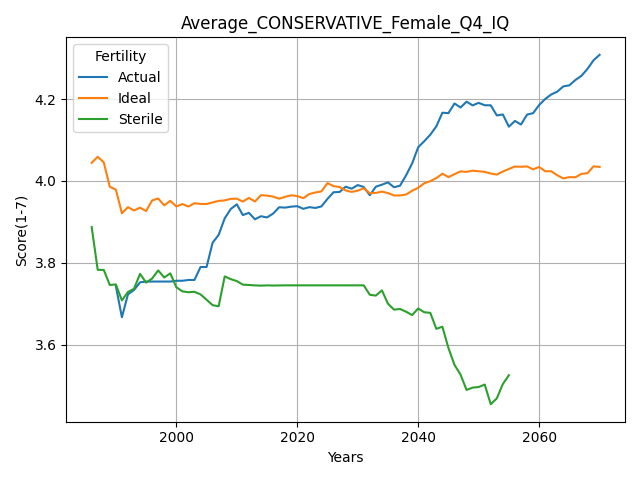 Average_CONSERVATIVE_Female_Q4_IQ
Fertility
Actual
Ideal
Sterile
Score(1-7)
4.2
4.0
3.8
3.6
2000
2020
2040
2060
Years